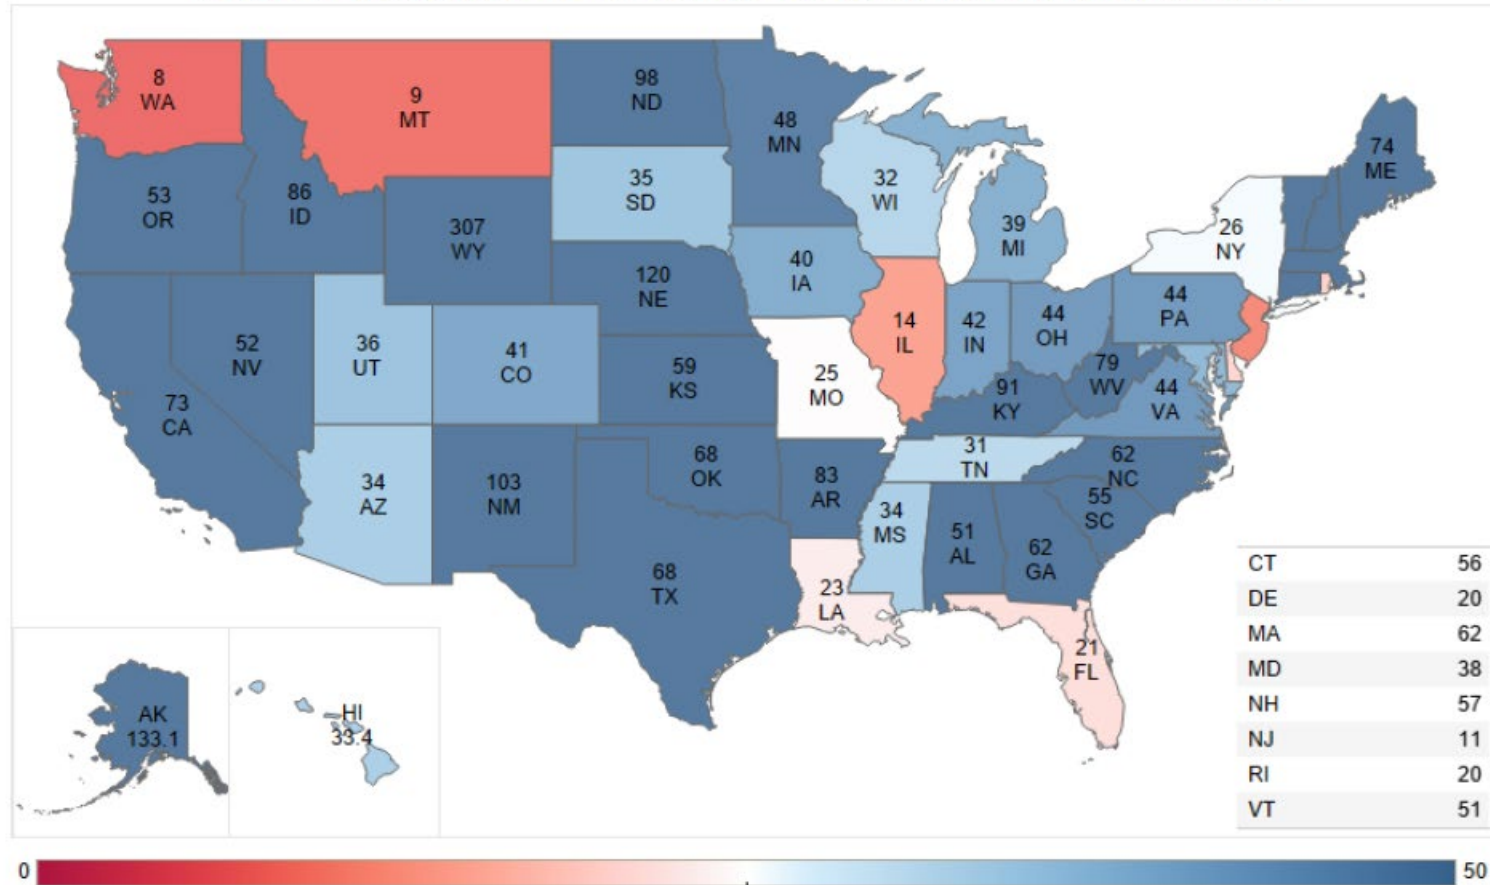 8
WA
9
MT
98
ND
48
MN
74
ME
53
OR
86
ID
307
WY
35
SD
32
WI
39
MI
26
NY
120
NE
40
IA
14
IL
42
IN
44
OH
44
PA
52
NV
36
UT
41
CO
59
KS
25
MO
91
KY
79
WV
44
VA
73
CA
34
AZ
103
NM
68
OK
83
AR
31
TN
62
NC
55
SC
34
MS
51
AL
62
GA
68
TX
23
LA
21
FL
AK
133.1
HI
33.4
CT 56
DE 20
MA 62
MD 38
NH 57
NJ 11
RI 20
VT 51
0 50